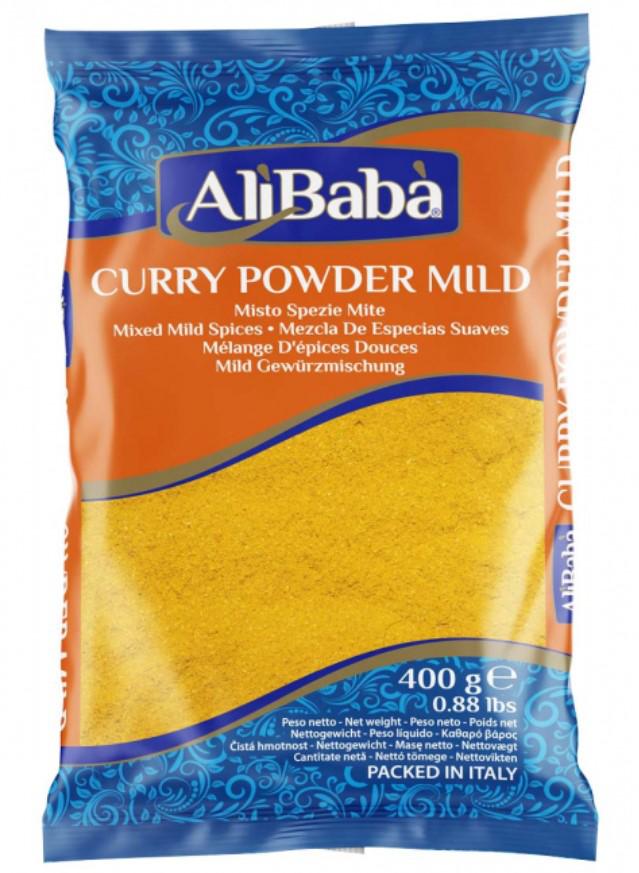 AlìBabà®
CURRY POWDER MILD
Misto Spezie Mite
Mixed Mild Spices • Mezcla De Especias Suaves
Mélange D'épices Douces
Mild Gewürzmischung
CURRY POWDER MILD
AlìBabà
400 g ℮
0.88 lbs
Peso netto - Net weight - Peso neto - Poids net
Nettogewicht - Peso líquido - Καθαρό βάρος
Čistá hmotnost - Nettogewicht - Masę netto - Nettovægt
Cantitate netă - Nettó tömege - Nettovikten
PACKED IN ITALY